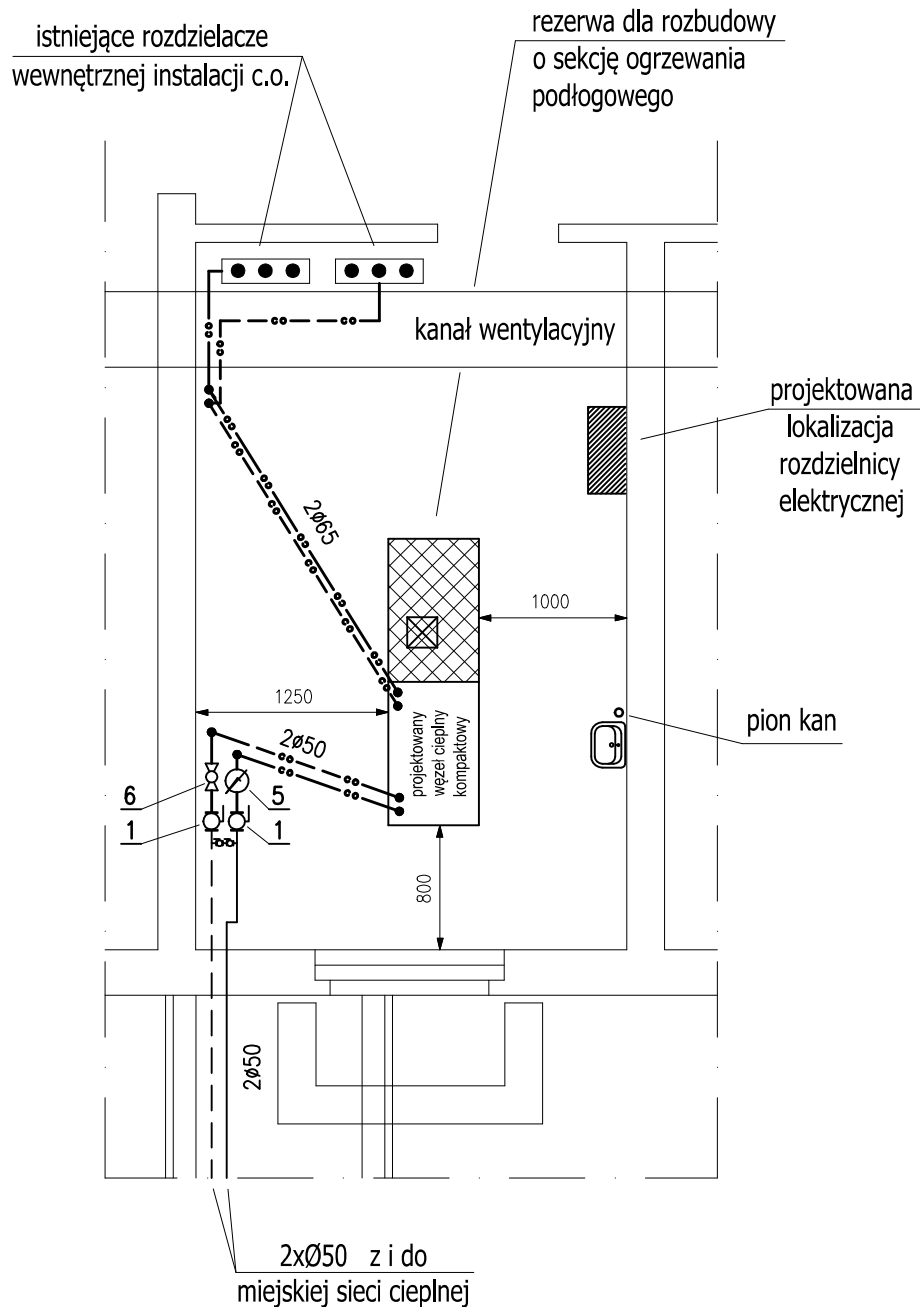 istniejące rozdzielacze
wewnętrznej instalacji c.o.
rezerwa dla rozbudowy
o sekcję ogrzewania
podłogowego
kanał wentylacyjny
projektowana
lokalizacja
rozdzielnicy
elektrycznej
2ø65
1000
1250
2ø50
projektowany
węzeł cieplny
kompaktowy
pion kan
6
5
1
1
800
2ø50
2xØ50 z i do
miejskiej sieci cieplnej